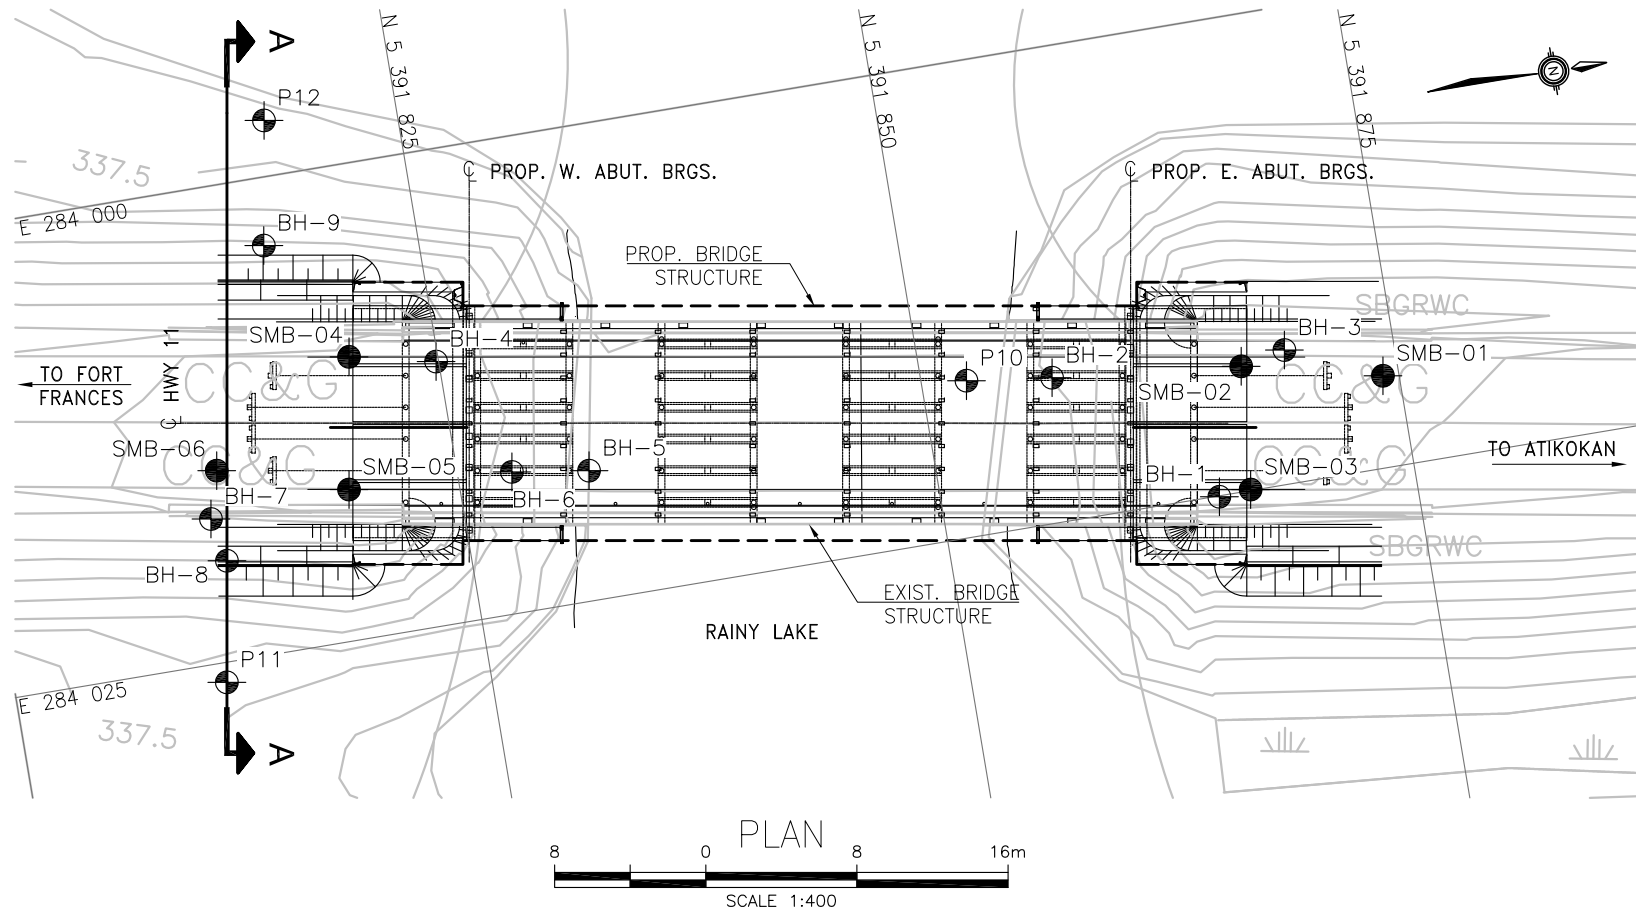 A
N 5 391 825
N 5 391 850
N 5 391 875
N
P12
337.5
℄ PROP. W. ABUT. BRGS.
℄ PROP. E. ABUT. BRGS.
E 284 000
BH-9
PROP. BRIDGE
STRUCTURE
SBGRWC
SMB-04
BH-4
BH-3
P10
BH-2
SMB-01
TO FORT
FRANCES
℄ HWY 11
CC&G
CC&G
SMB-02
SMB-06
CC&G
SMB-05
BH-5
BH-1
SMB-03
CC&G
TO ATIKOKAN
BH-7
BH-6
SBGRWC
BH-8
EXIST. BRIDGE
STRUCTURE
RAINY LAKE
P11
E 284 025
337.5
A
PLAN
8 0 8 16m
SCALE 1:400